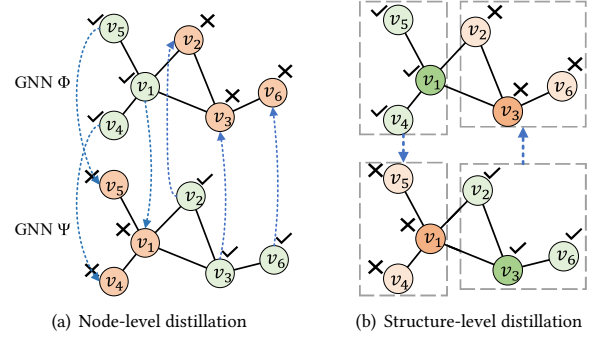 v5
v2
v1
v6
GNN Φ
v4
v3
v5
v2
GNN Ψ
v1
v6
v4
v3
v5
v2
v1
v6
v4
v3
v5
v2
v1
v6
v4
v3
(a) Node-level distillation
(b) Structure-level distillation